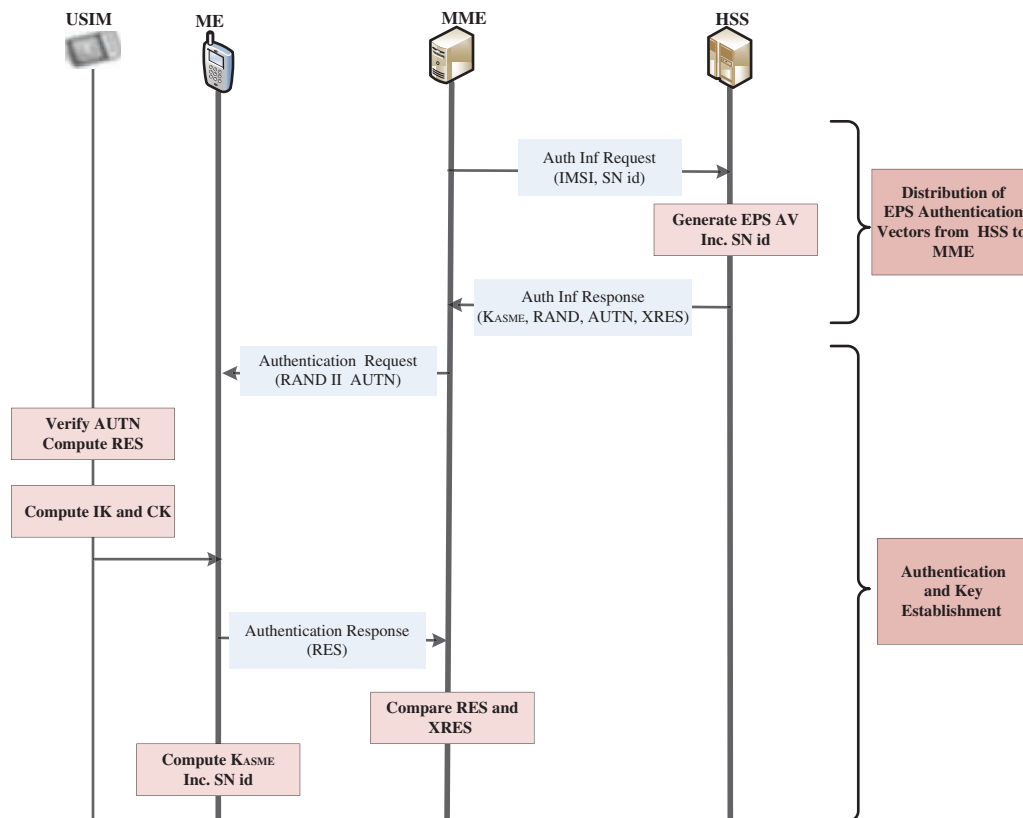 USIM
ME
MME
HSS
Auth Inf Request
(IMSI, SN id)
Generate EPS AV
Inc. SN id
Distribution of
EPS Authentication
Vectors from HSS to
MME
Auth Inf Response
(KASME, RAND, AUTN, XRES)
Authentication Request
(RAND II AUTN)
Verify AUTN
Compute RES
Compute IK and CK
Authentication
and Key
Establishment
Authentication Response
(RES)
Compare RES and
XRES
Compute KASME
Inc. SN id